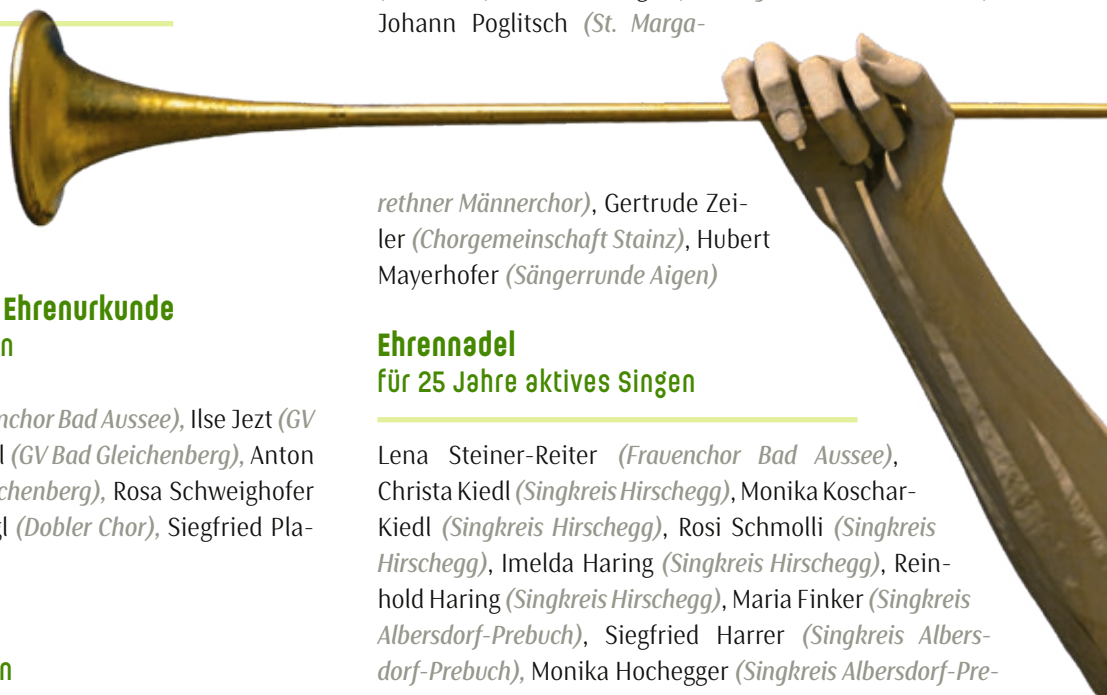 Ehrenurkunde
n
nchor Bad Aussee), Ilse Jezt (GV
l (GV Bad Gleichenberg), Anton
chenberg), Rosa Schweighofer
gl (Dobler Chor), Siegfried Pla-
n
Johann Poglitsch (St. Marga-
rethner Männerchor), Gertrude Zei-
ler (Chorgemeinschaft Stainz), Hubert
Mayerhofer (Sängerrunde Aigen)
Ehrennadel
für 25 Jahre aktives Singen
Lena Steiner-Reiter (Frauenchor Bad Aussee),
Christa Kiedl (Singkreis Hirschegg), Monika Koschar-
Kiedl (Singkreis Hirschegg), Rosi Schmolli (Singkreis
Hirschegg), Imelda Haring (Singkreis Hirschegg), Rein-
hold Haring (Singkreis Hirschegg), Maria Finker (Singkreis
Albersdorf-Prebuch), Siegfried Harrer (Singkreis Albers-
dorf-Prebuch), Monika Hochegger (Singkreis Albersdorf-Pre-